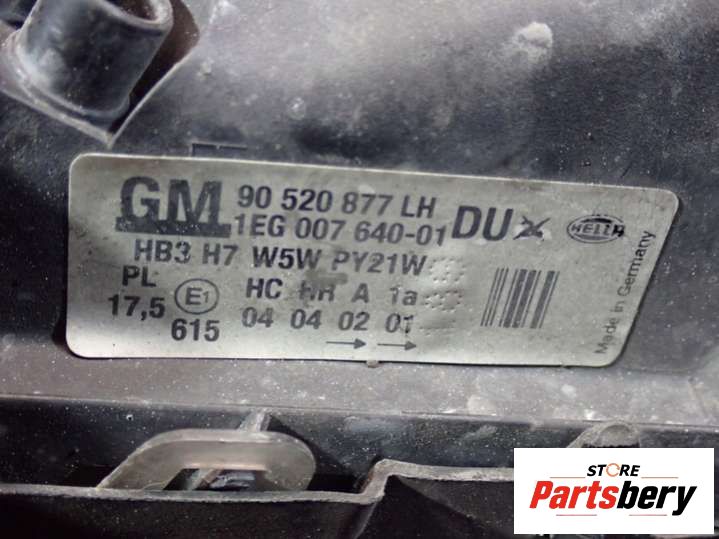 GM 90 520 877 LH
1EG 007 640-01 DUX HELLA
HB3 H7 W5W PY21W
PL HC HR A 1a
17,5 E1 04 04 02 01
615
→ →
Made in Germany
STORE
Partsbery